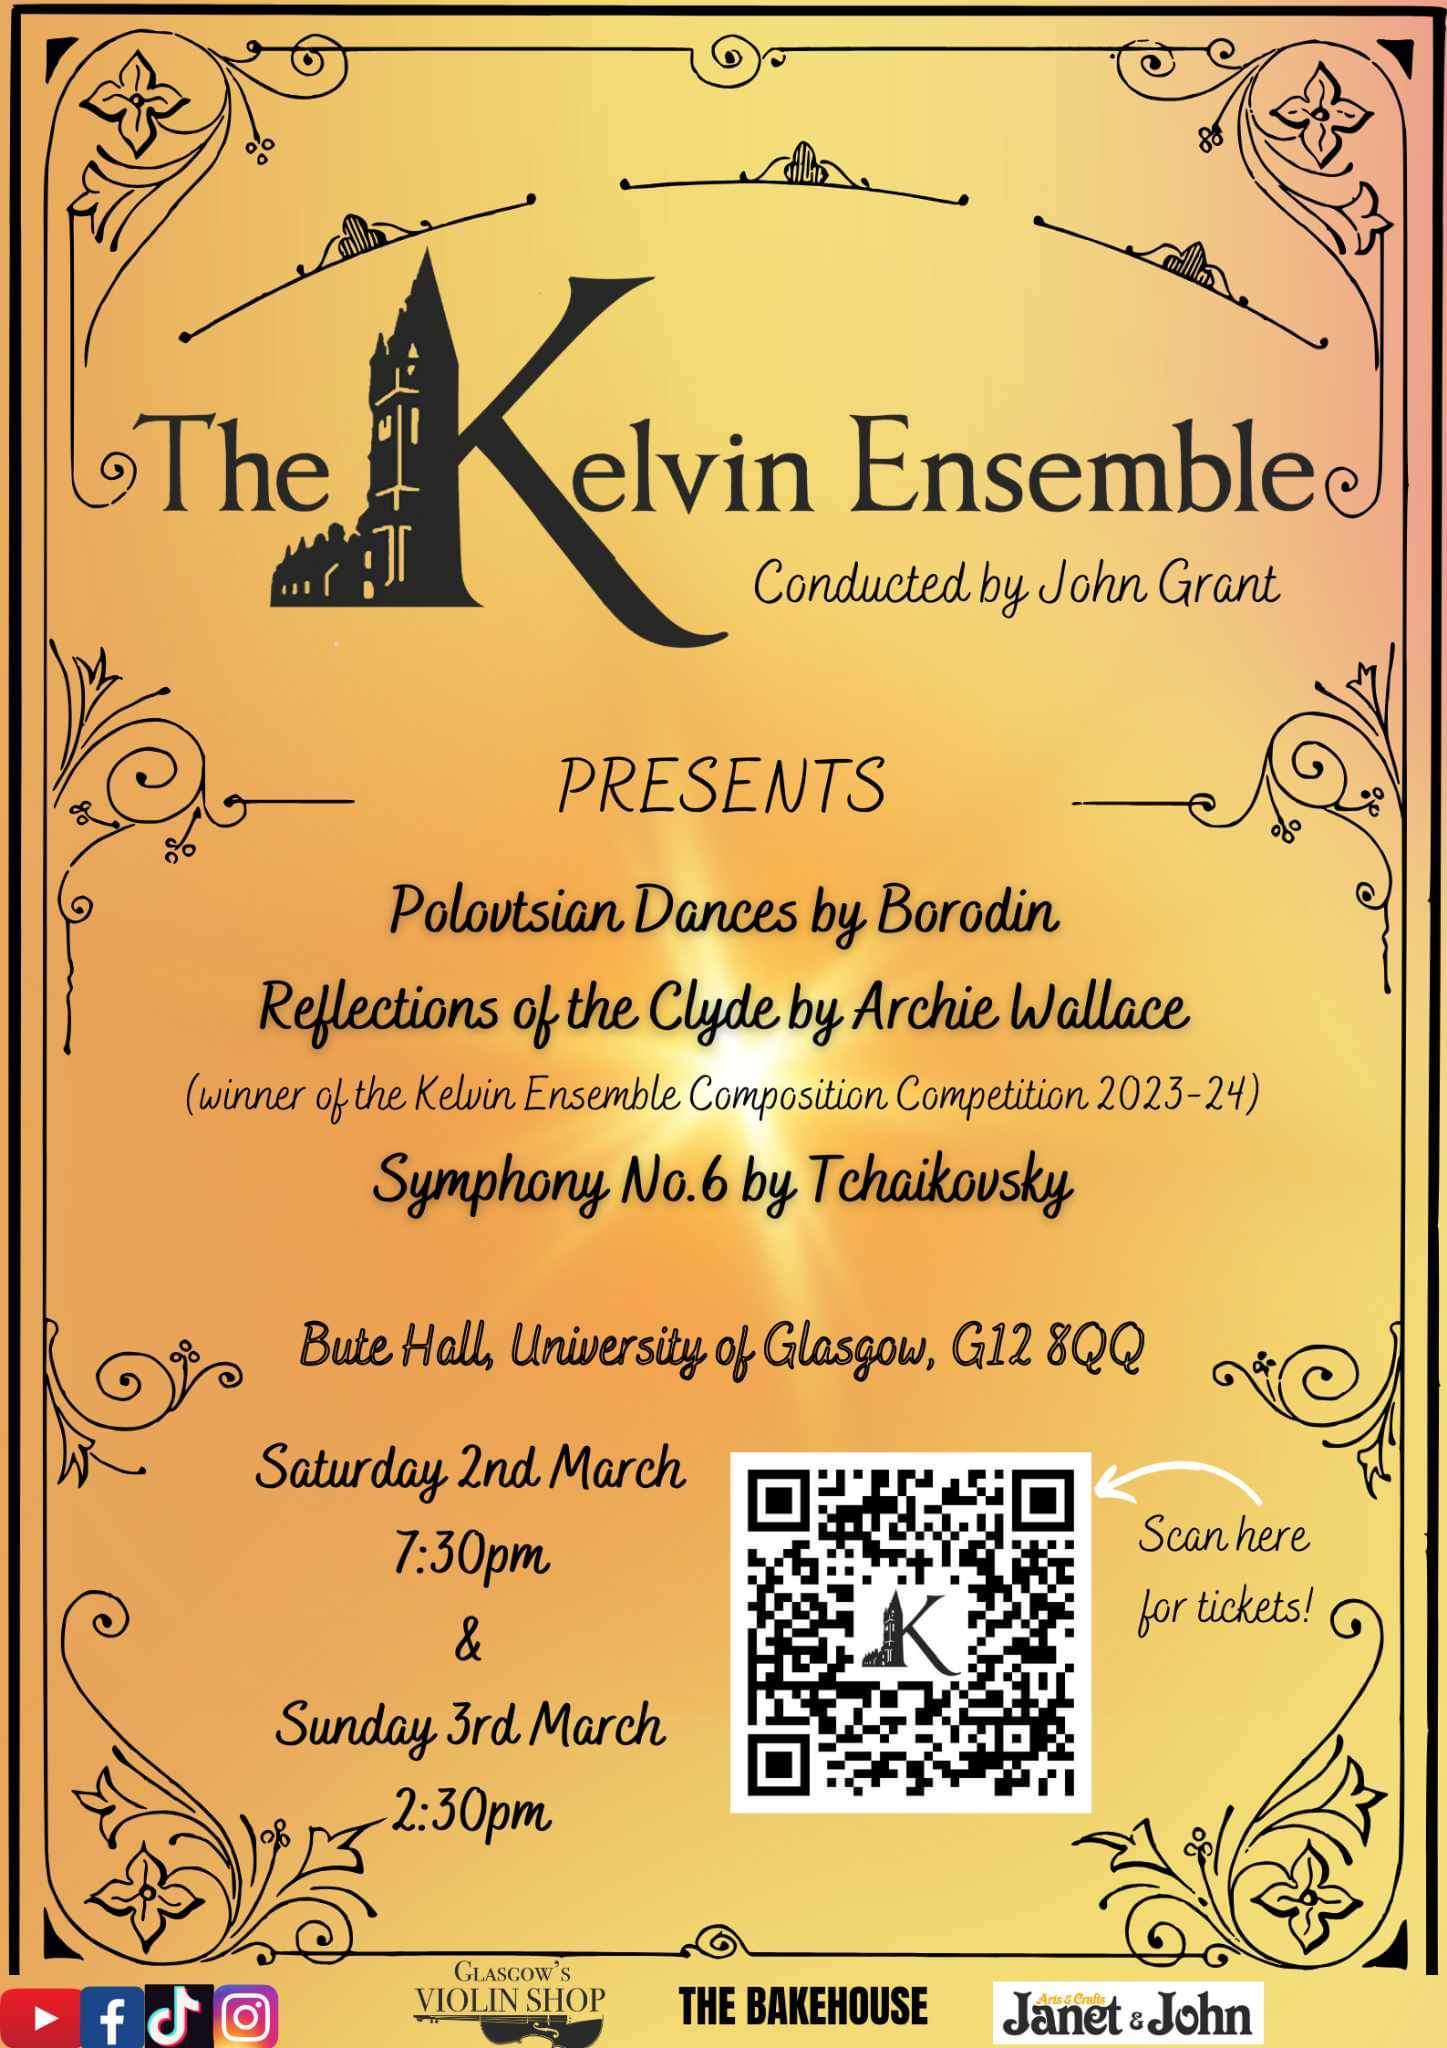 The Kelvin Ensemble
Conducted by John Grant
PRESENTS
Polovtsian Dances by Borodin
Reflections of the Clyde by Archie Wallace
(winner of the Kelvin Ensemble Composition Competition 2023-24)
Symphony No.6 by Tchaikovsky
Bute Hall, University of Glasgow, G12 8QQ
Saturday 2nd March
7:30pm
&
Sunday 3rd March
2:30pm
K
Scan here
for tickets!
GLASGOW'S
VIOLIN SHOP
THE BAKEHOUSE
Arts & Crafts
Janet & John